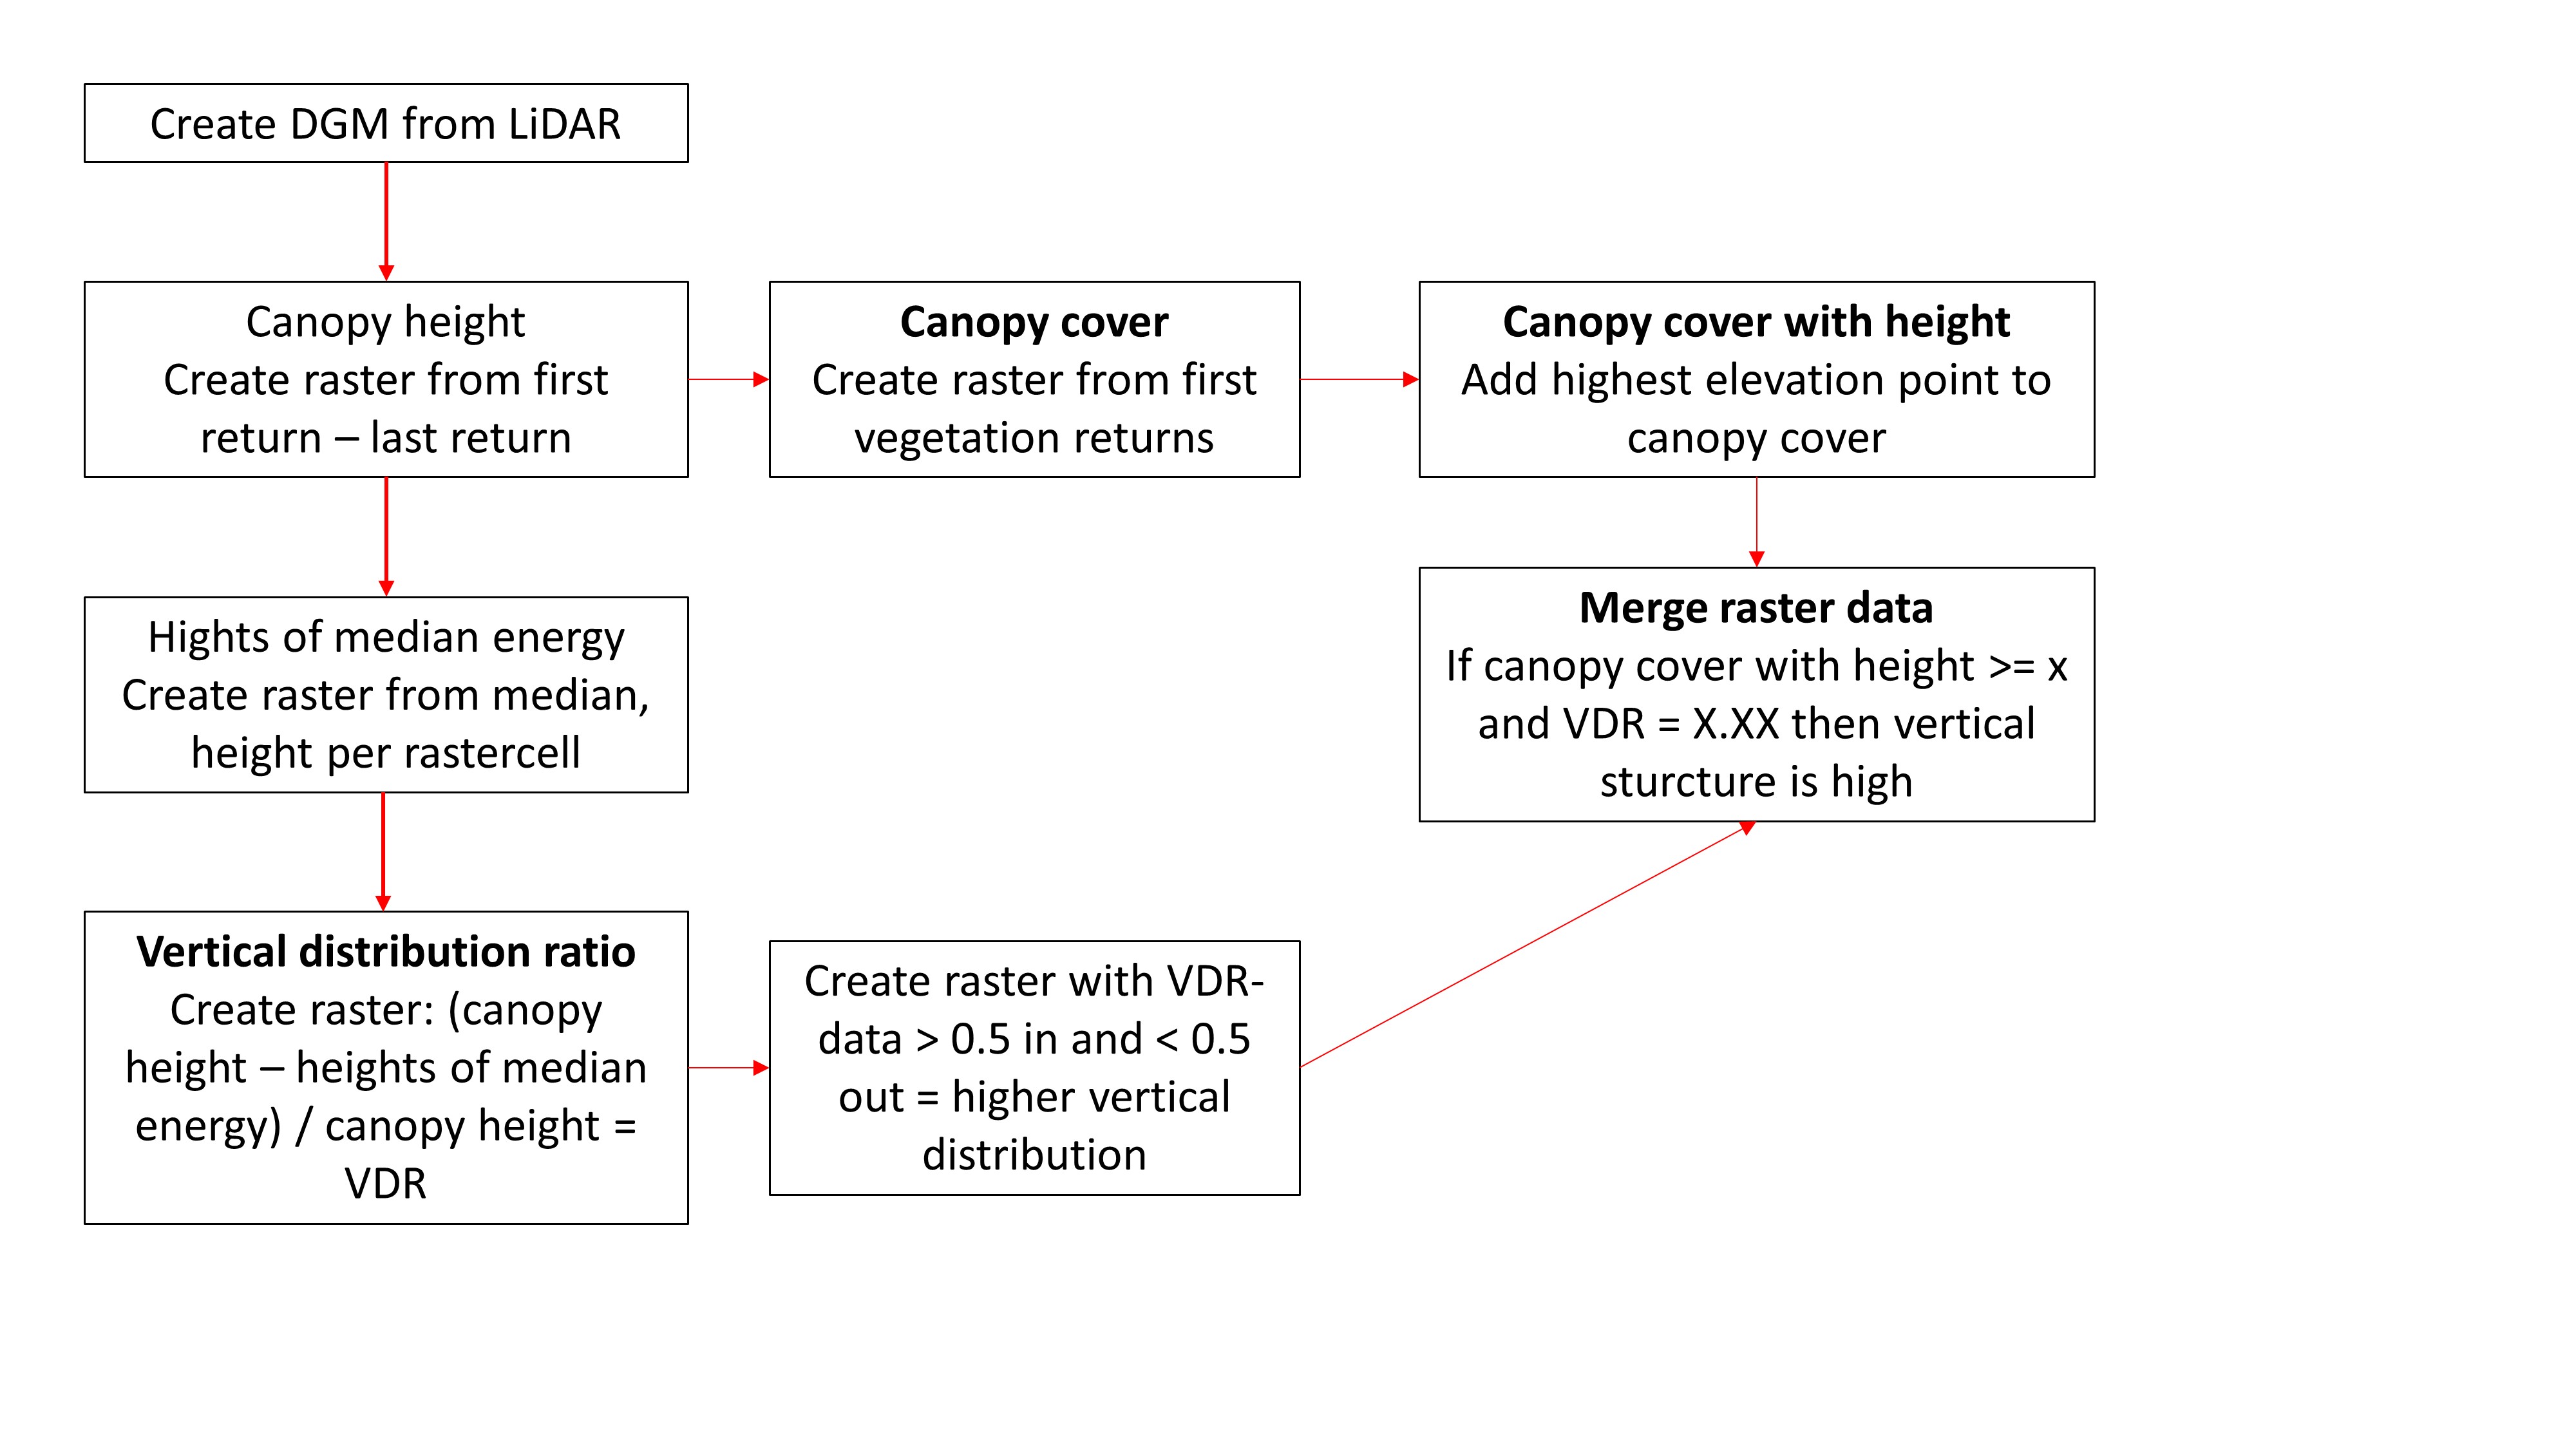 Create DGM from LiDAR
Canopy height
Create raster from first
return – last return
Canopy cover
Create raster from first
vegetation returns
Canopy cover with height
Add highest elevation point to
canopy cover
Hights of median energy
Create raster from median,
height per rastercell
Merge raster data
If canopy cover with height >= x
and VDR = X.XX then vertical
sturcture is high
Vertical distribution ratio
Create raster: (canopy
height – heights of median
energy) / canopy height =
VDR
Create raster with VDR-
data > 0.5 in and < 0.5
out = higher vertical
distribution